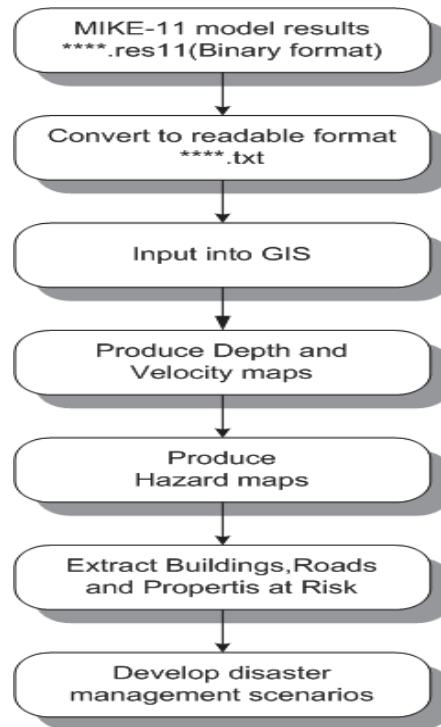 MIKE-11 model results
****.res11(Binary format)
Convert to readable format
****.txt
Input into GIS
Produce Depth and
Velocity maps
Produce
Hazard maps
Extract Buildings,Roads
and Propertis at Risk
Develop disaster
management scenarios